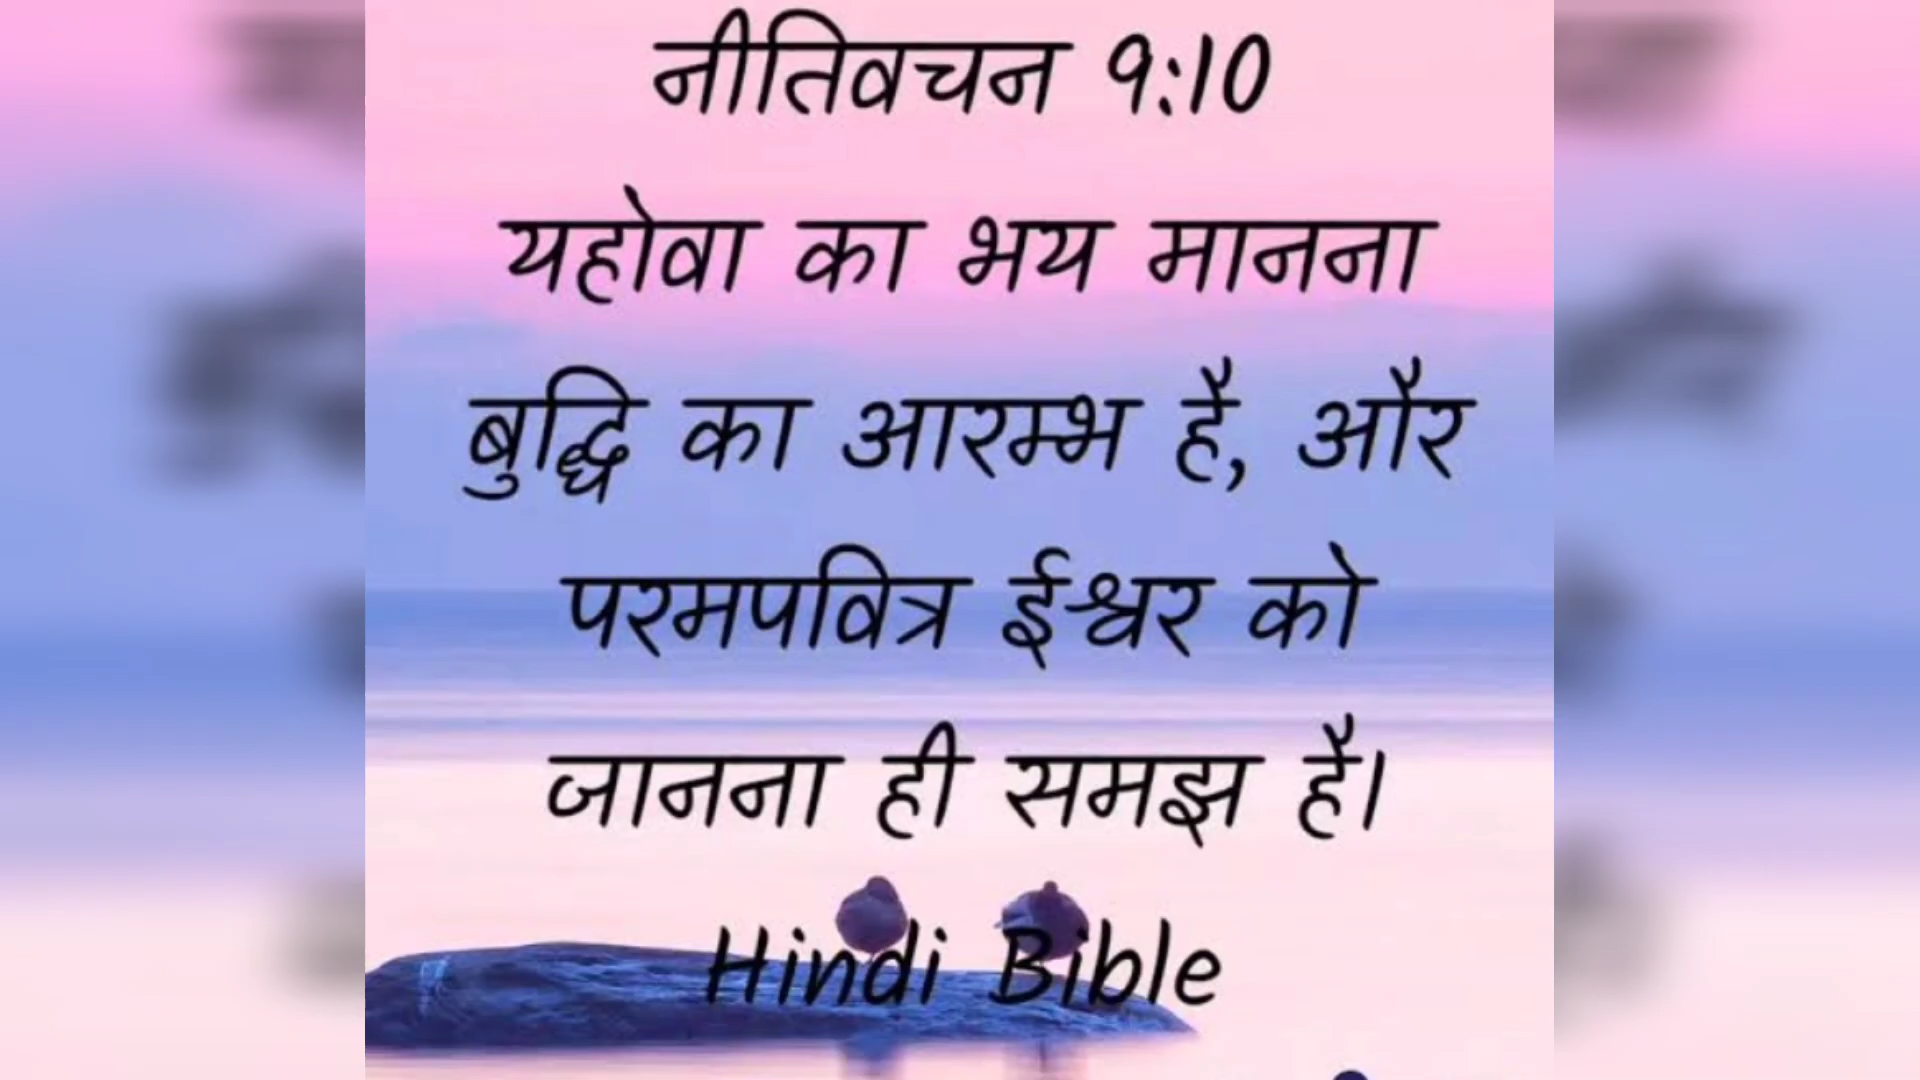 नीतिवचन 9:10
यहोवा का भय मानना
बुद्धि का आरम्भ है, और
परमपवित्र ईश्वर को
जानना ही समझ है।
Hindi Bible